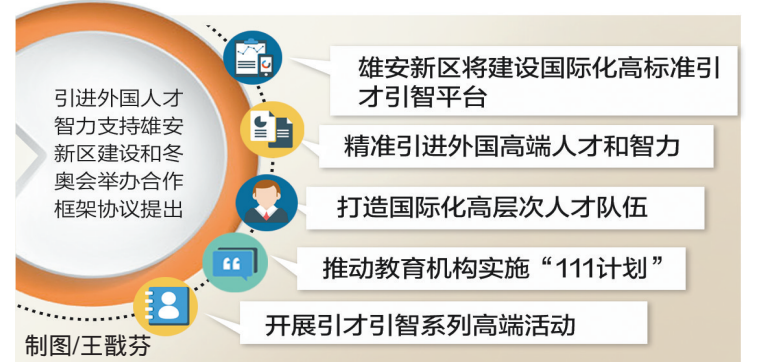 引进外国人才
智力支持雄安
新区建设和冬
奥会举办合作
框架协议提出
雄安新区将建设国际化高标准引
才引智平台
精准引进外国高端人才和智力
打造国际化高层次人才队伍
推动教育机构实施“111计划”
开展引才引智系列高端活动
制图/王戬芬